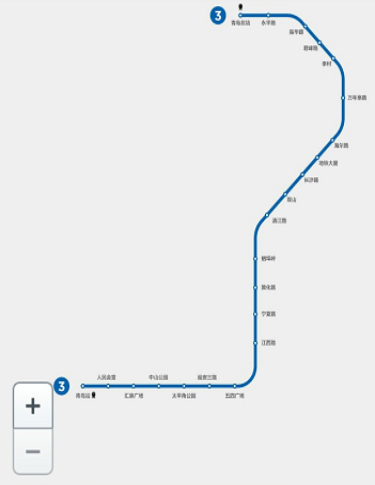 3
青岛北站
永平路
振华路
君峰路
李村
万年泉路
海尔路
地铁大厦
长沙路
双山
清江路
错埠岭
敦化路
宁夏路
江西路
人民会堂
中山公园
延安三路
3
青岛站
汇泉广场
太平角公园
五四广场